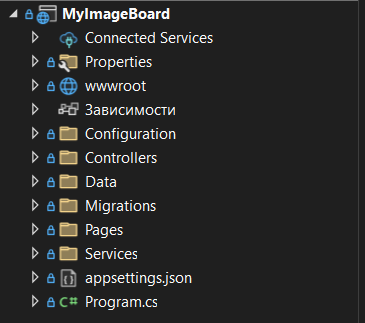 MyImageBoard
Connected Services
Properties
wwwroot
Зависимости
Configuration
Controllers
Data
Migrations
Pages
Services
appsettings.json
C# Program.cs